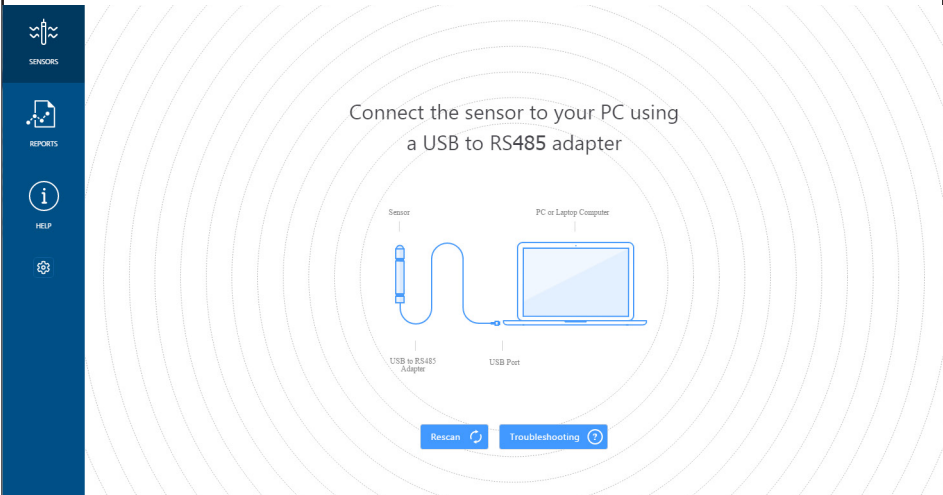 SENSORS
REPORTS
HELP
Connect the sensor to your PC using
a USB to RS485 adapter
Sensor
PC or Laptop Computer
USB to RS485
Adapter
USB Port
Rescan
Troubleshooting ?